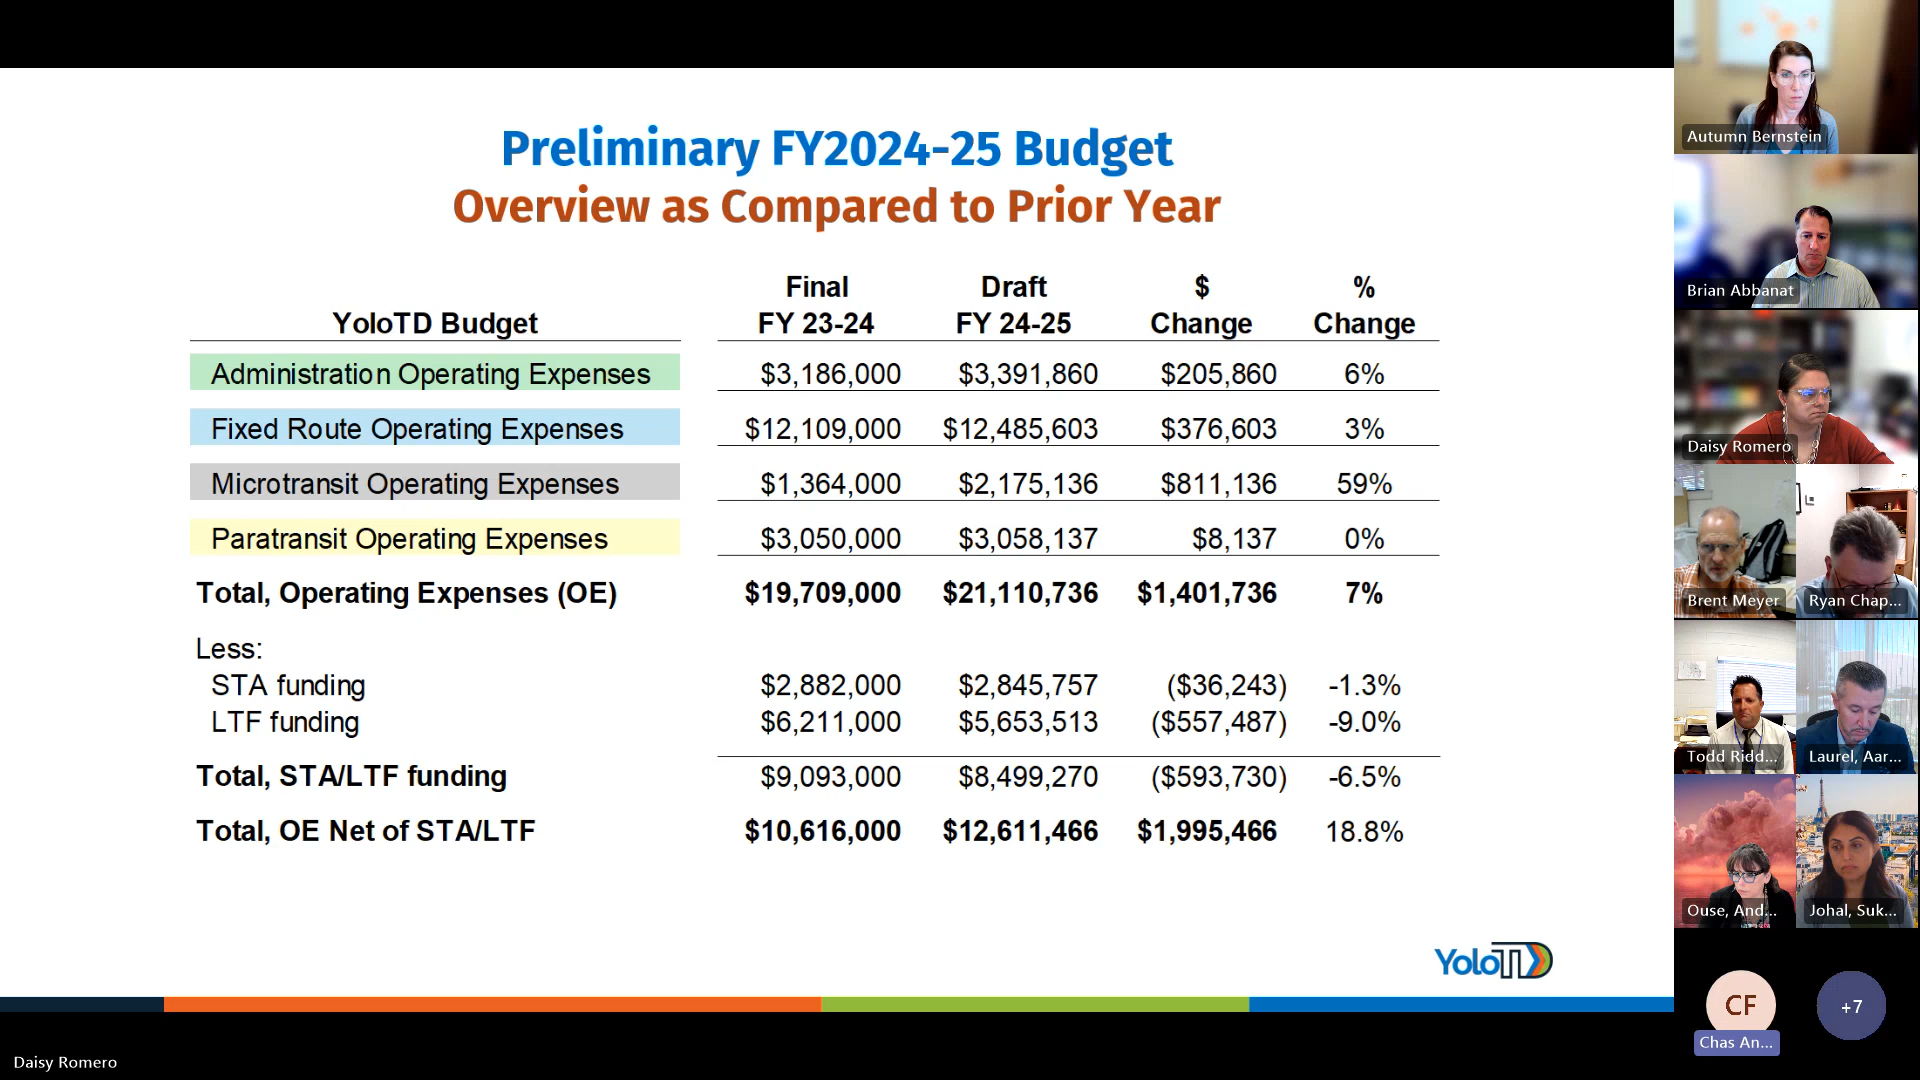 Preliminary FY2024-25 Budget
Overview as Compared to Prior Year
Final Draft $ %
YoloTD Budget FY 23-24 FY 24-25 Change Change
Administration Operating Expenses $3,186,000 $3,391,860 $205,860 6%
Fixed Route Operating Expenses $12,109,000 $12,485,603 $376,603 3%
Microtransit Operating Expenses $1,364,000 $2,175,136 $811,136 59%
Paratransit Operating Expenses $3,050,000 $3,058,137 $8,137 0%
Total, Operating Expenses (OE) $19,709,000 $21,110,736 $1,401,736 7%
Less:
STA funding $2,882,000 $2,845,757 ($36,243) -1.3%
LTF funding $6,211,000 $5,653,513 ($557,487) -9.0%
Total, STA/LTF funding $9,093,000 $8,499,270 ($593,730) -6.5%
Total, OE Net of STA/LTF $10,616,000 $12,611,466 $1,995,466 18.8%
YoloTD
Daisy Romero
Autumn Bernstein
Brian Abbanat
Daisy Romero
Brent Meyer
Ryan Chap...
Todd Ridd...
Laurel, Aar...
Ouse, And...
Johal, Suk...
CF
Chas An...
+7